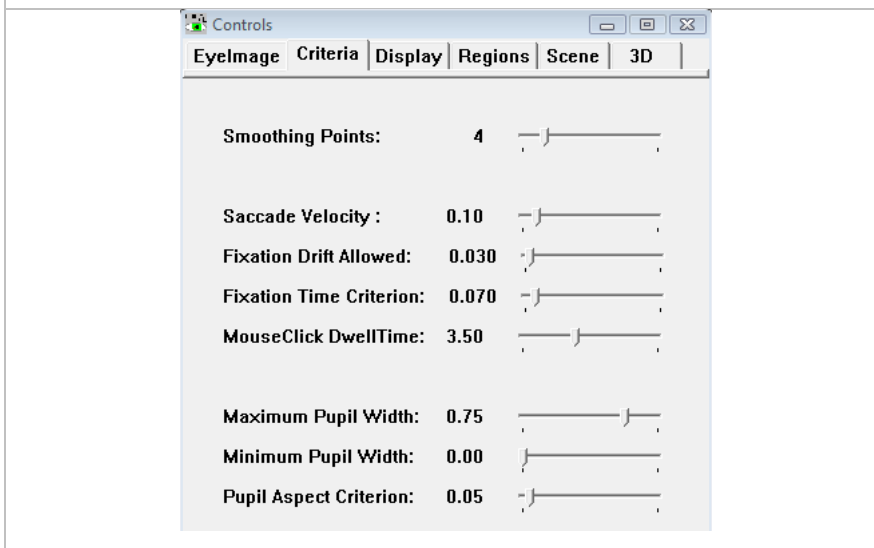 Controls
EyeImage Criteria Display Regions Scene 3D
Smoothing Points: 4
Saccade Velocity : 0.10
Fixation Drift Allowed: 0.030
Fixation Time Criterion: 0.070
MouseClick DwellTime: 3.50
Maximum Pupil Width: 0.75
Minimum Pupil Width: 0.00
Pupil Aspect Criterion: 0.05